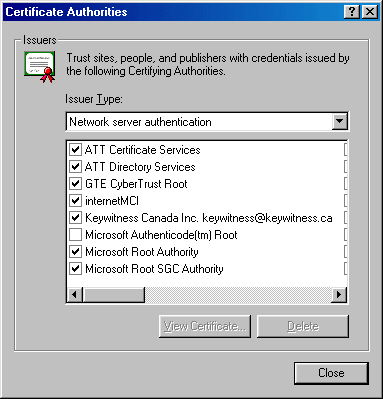 Certificate Authorities
Issuers
Trust sites, people, and publishers with credentials issued by
the following Certifying Authorities.
Issuer Type:
Network server authentication
ATT Certificate Services
ATT Directory Services
GTE CyberTrust Root
internetMCI
Keywitness Canada Inc. keywitness@keywitness.ca
Microsoft Authenticode(tm) Root
Microsoft Root Authority
Microsoft Root SGC Authority
View Certificate... Delete
Close